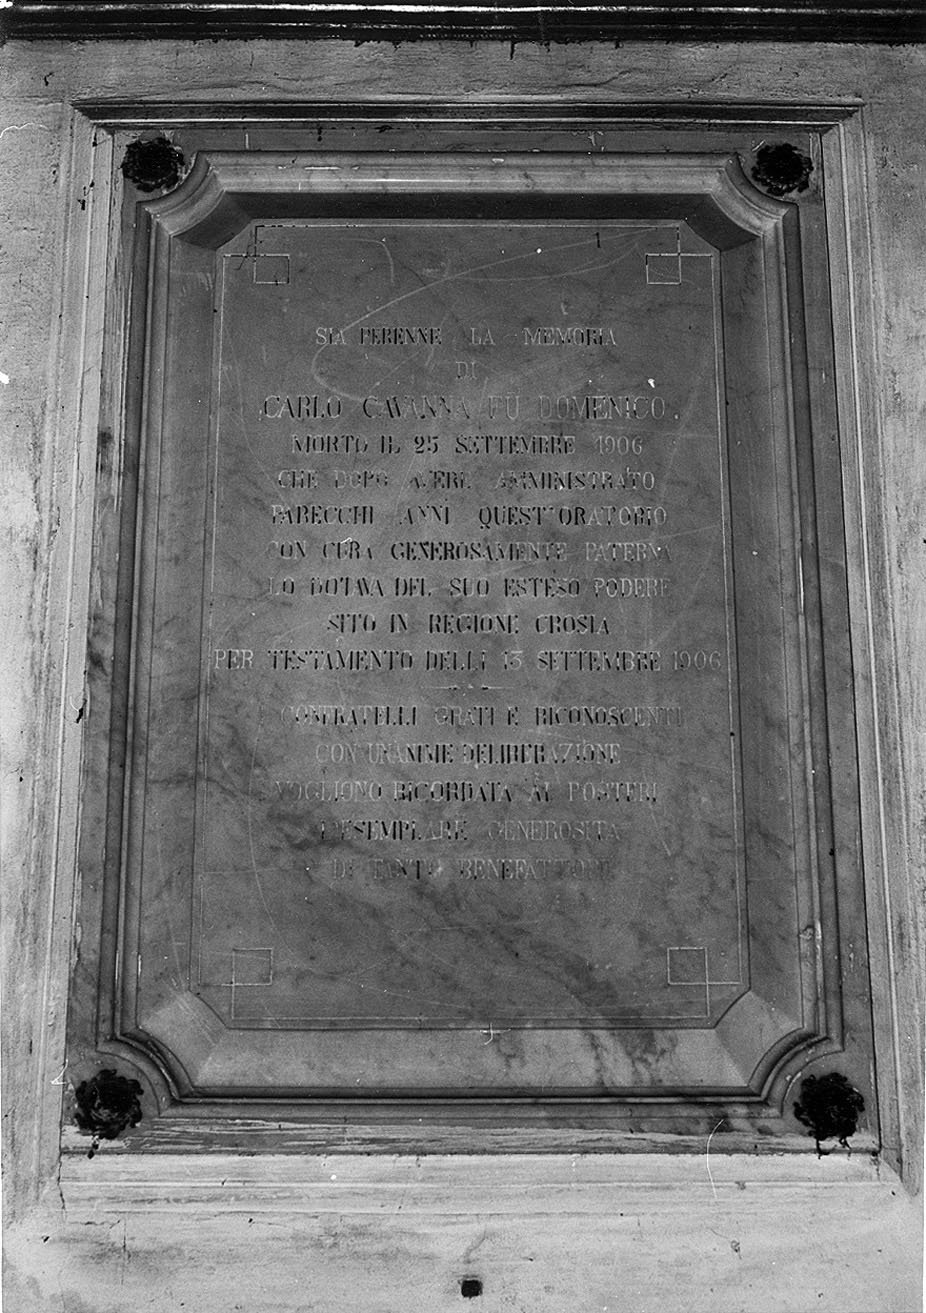 SIA PERENNE LA MEMORIA
DI
CARLO CAVANNA FU DOMENICO,
MORTO IL 25 SETTEMBRE 1906
CHE DOPO AVERE AMMINISTRATO
PARECCHI ANNI QUEST'ORATORIO
CON CURA GENEROSAMENTE PATERNA
LO DOTAVA DEL SUO ESTESO PODERE
SITO IN REGIONE CROSIA
PER TESTAMENTO DELLI 13 SETTEMBRE 1906
I CONFRATELLI GRATI E RICONOSCENTI
CON UNANIME DELIBERAZIONE
VOGLIONO RICORDATA AI POSTERI,
L'ESEMPLARE GENEROSITA
DI TANTO BENEFATTORE